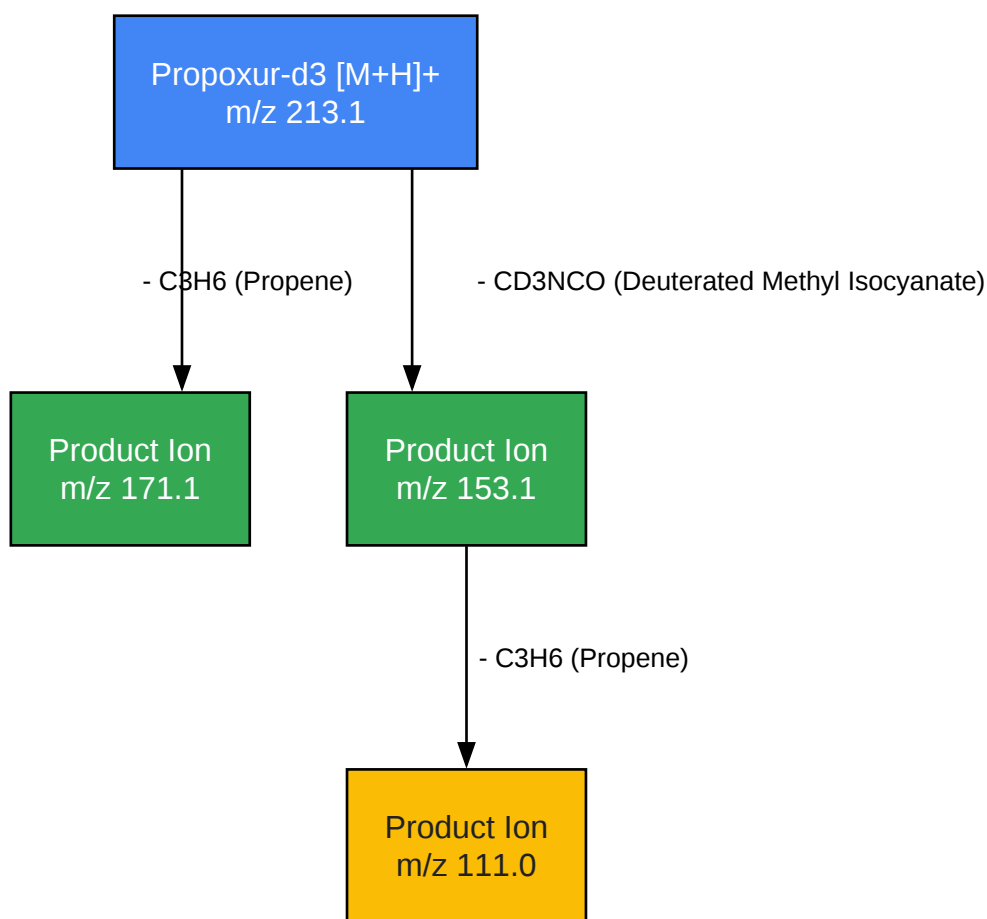 Propoxur-d3 [M+H]+
m/z 213.1
- C3H6 (Propene)
- CD3NCO (Deuterated Methyl Isocyanate)
Product Ion
m/z 171.1
Product Ion
m/z 153.1
- C3H6 (Propene)
Product Ion
m/z 111.0